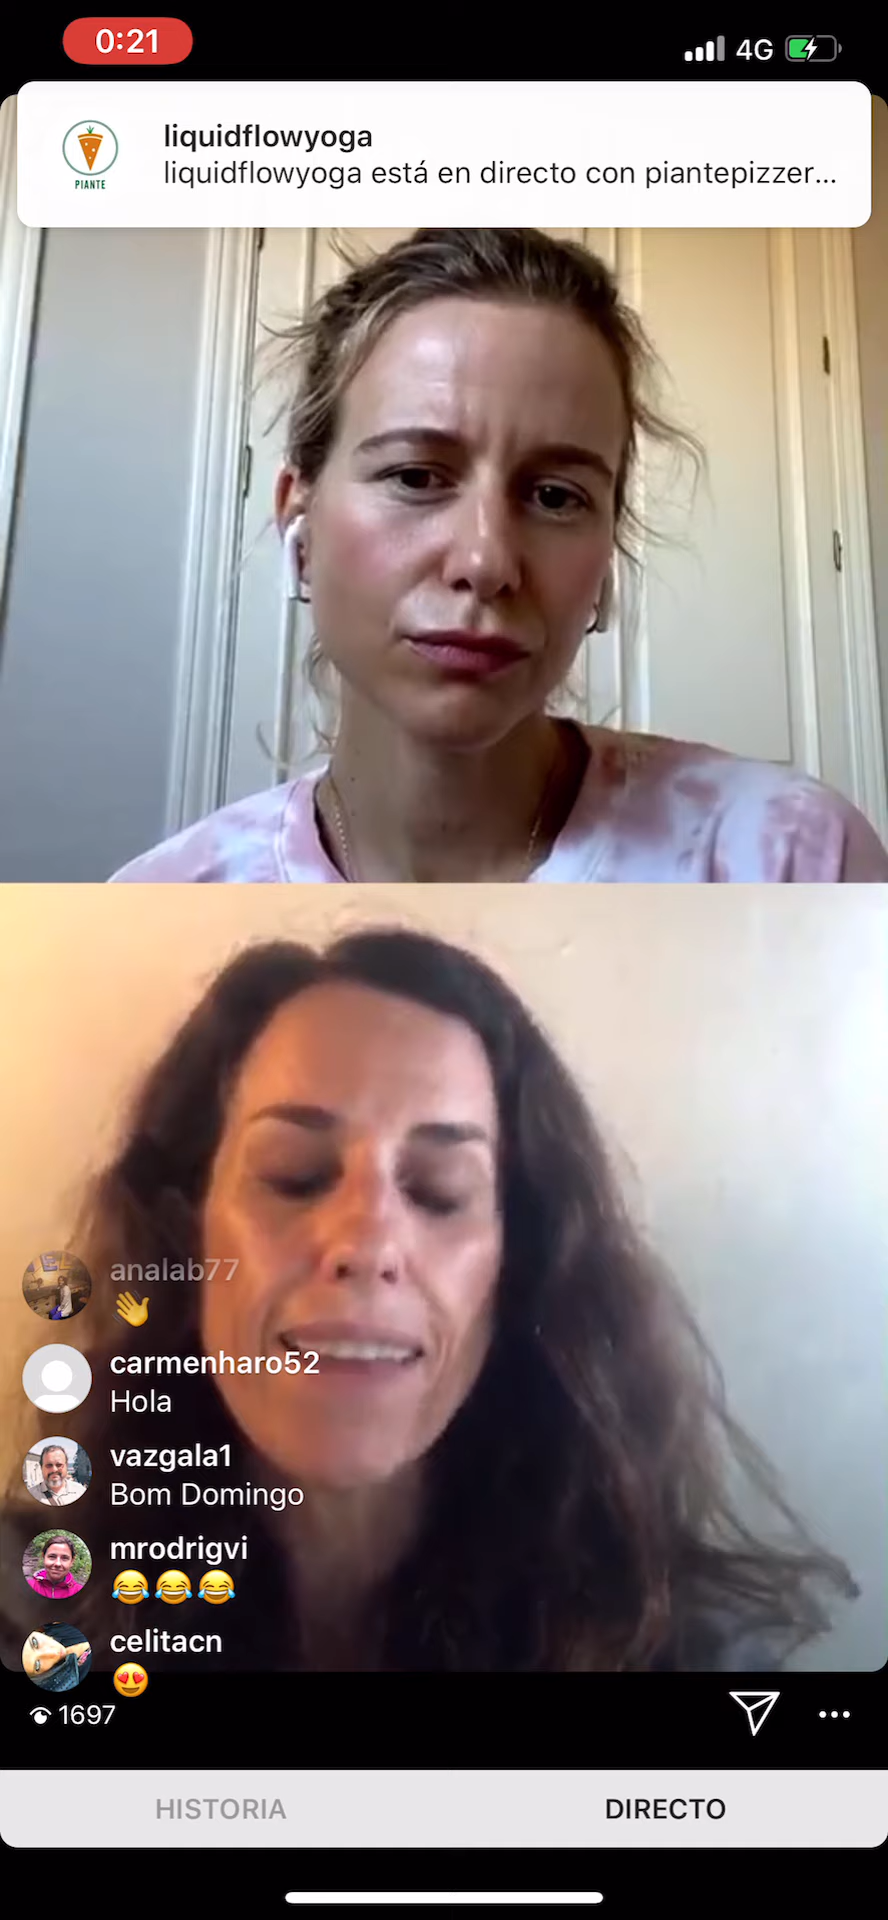 0:21
4G
liquidflowyoga
liquidflowyoga está en directo con piantepizzer...
PIANTE
analab77
👋
carmenharo52
Hola
vazgala1
Bom Domingo
mrodrigvi
😂😂😂
celitacn
😍
1697
HISTORIA
DIRECTO